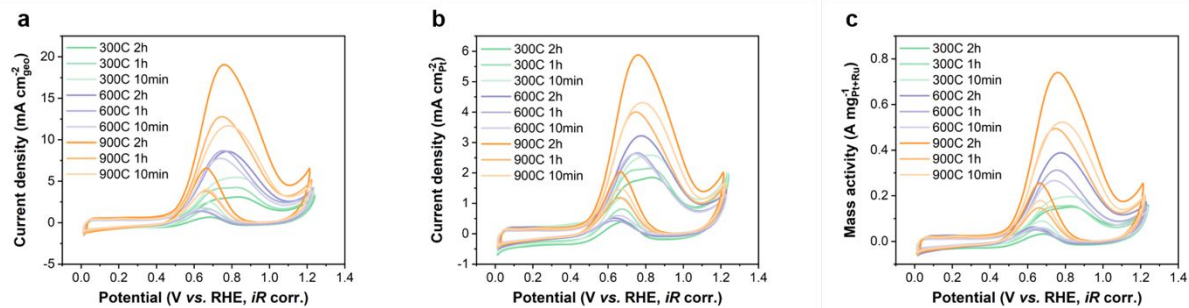 a
Current density (mA cm⁻²geo)
25
20
15
10
5
0
-5
300C 2h
300C 1h
300C 10min
600C 2h
600C 1h
600C 10min
900C 2h
900C 1h
900C 10min
0.0 0.2 0.4 0.6 0.8 1.0 1.2 1.4
Potential (V vs. RHE, iR corr.)
b
Current density (mA cm⁻²Pt)
6
5
4
3
2
1
0
-1
300C 2h
300C 1h
300C 10min
600C 2h
600C 1h
600C 10min
900C 2h
900C 1h
900C 10min
0.0 0.2 0.4 0.6 0.8 1.0 1.2 1.4
Potential (V vs. RHE, iR corr.)
c
Mass activity (A mg⁻¹Pt+Ru)
0.8
0.6
0.4
0.2
0.0
300C 2h
300C 1h
300C 10min
600C 2h
600C 1h
600C 10min
900C 2h
900C 1h
900C 10min
0.0 0.2 0.4 0.6 0.8 1.0 1.2 1.4
Potential (V vs. RHE, iR corr.)